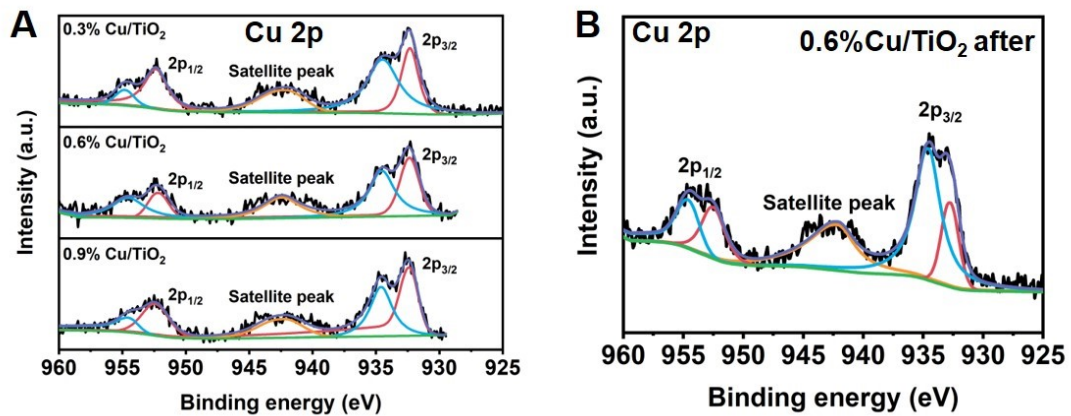 A
Cu 2p
0.3% Cu/TiO₂
2p₁/₂
Satellite peak
2p₃/₂
0.6% Cu/TiO₂
2p₁/₂
Satellite peak
2p₃/₂
0.9% Cu/TiO₂
2p₁/₂
Satellite peak
2p₃/₂
Intensity (a.u.)
960 955 950 945 940 935 930 925
Binding energy (eV)
B
Cu 2p
0.6%Cu/TiO₂ after
2p₁/₂
Satellite peak
2p₃/₂
Intensity (a.u.)
960 955 950 945 940 935 930 925
Binding energy (eV)